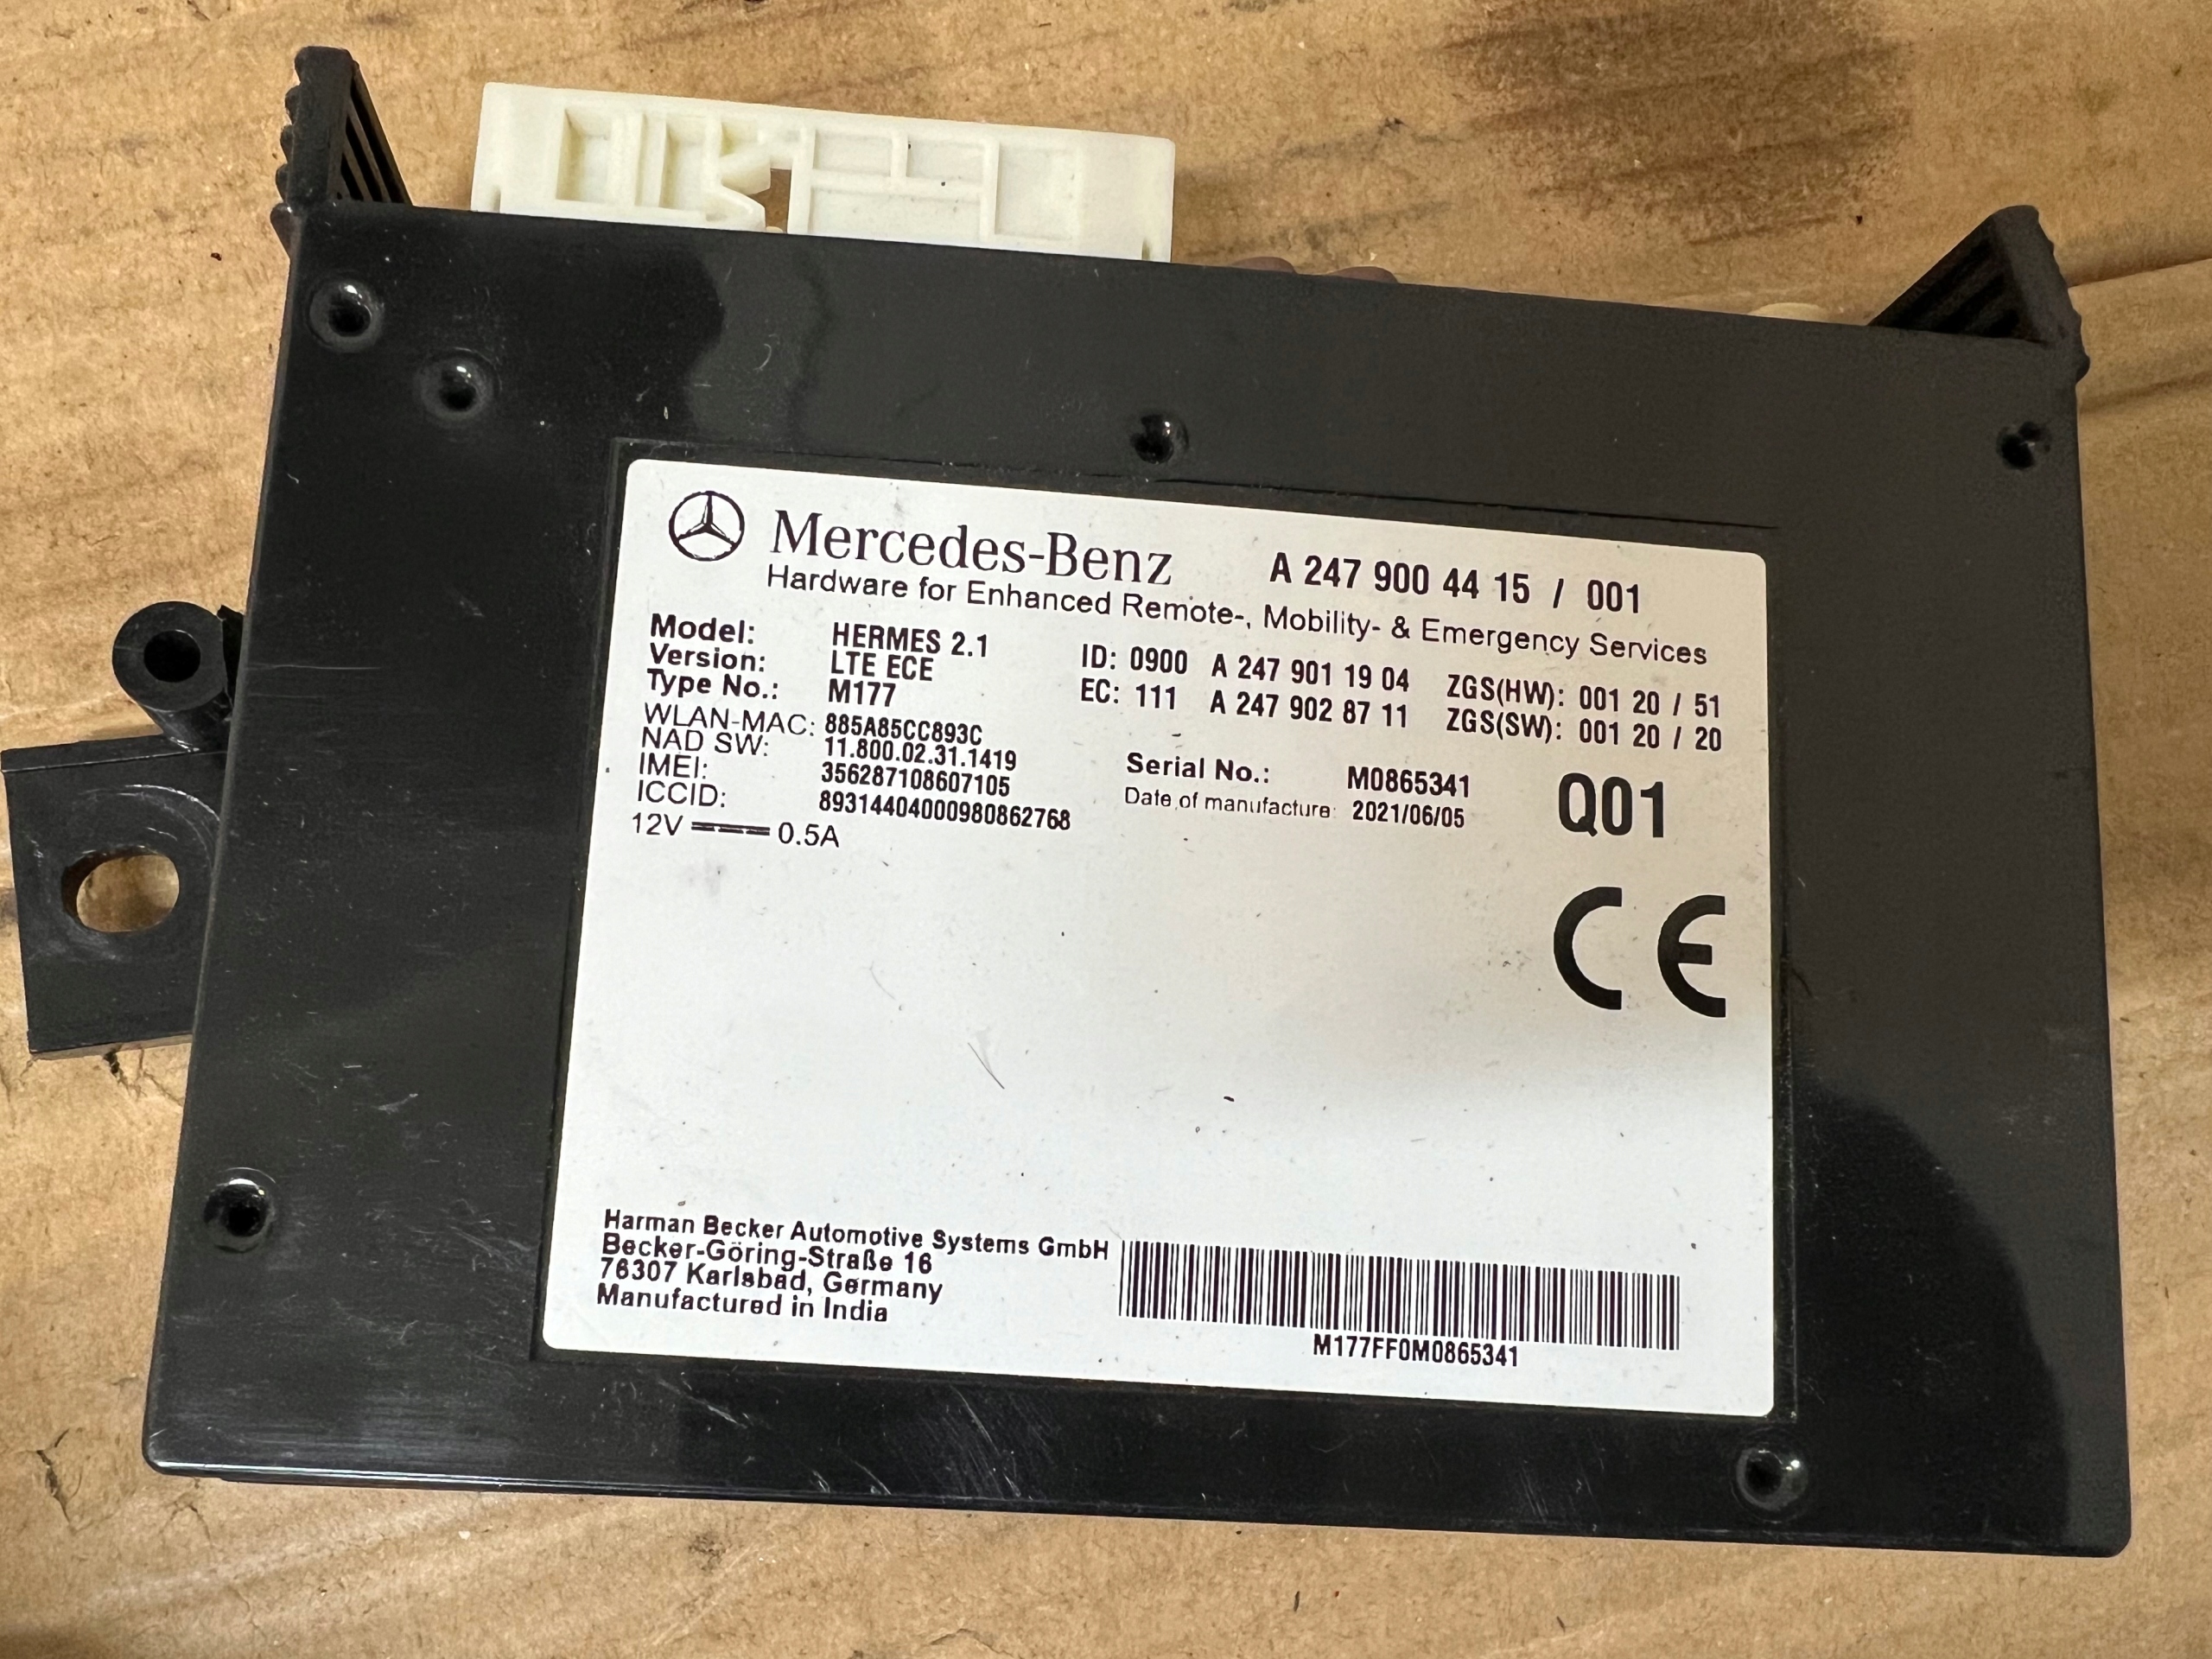 Mercedes-Benz A 247 900 44 15 / 001
Hardware for Enhanced Remote-, Mobility- & Emergency Services
Model: HERMES 2.1 ID: 0900 A 247 901 19 04 ZGS(HW): 001 20 / 51
Version: LTE ECE EC: 111 A 247 902 87 11 ZGS(SW): 001 20 / 20
Type No.: M177
WLAN-MAC: 885A85CC893C
NAD SW: 11.800.02.31.1419 Serial No.: M0865341 Q01
IMEI: 356287108607105 Date of manufacture: 2021/06/05
ICCID: 89314404000980862768
12V 0.5A
CE
Harman Becker Automotive Systems GmbH
Becker-Göring-Straße 16
76307 Karlsbad, Germany
Manufactured in India
M177FF0M0865341